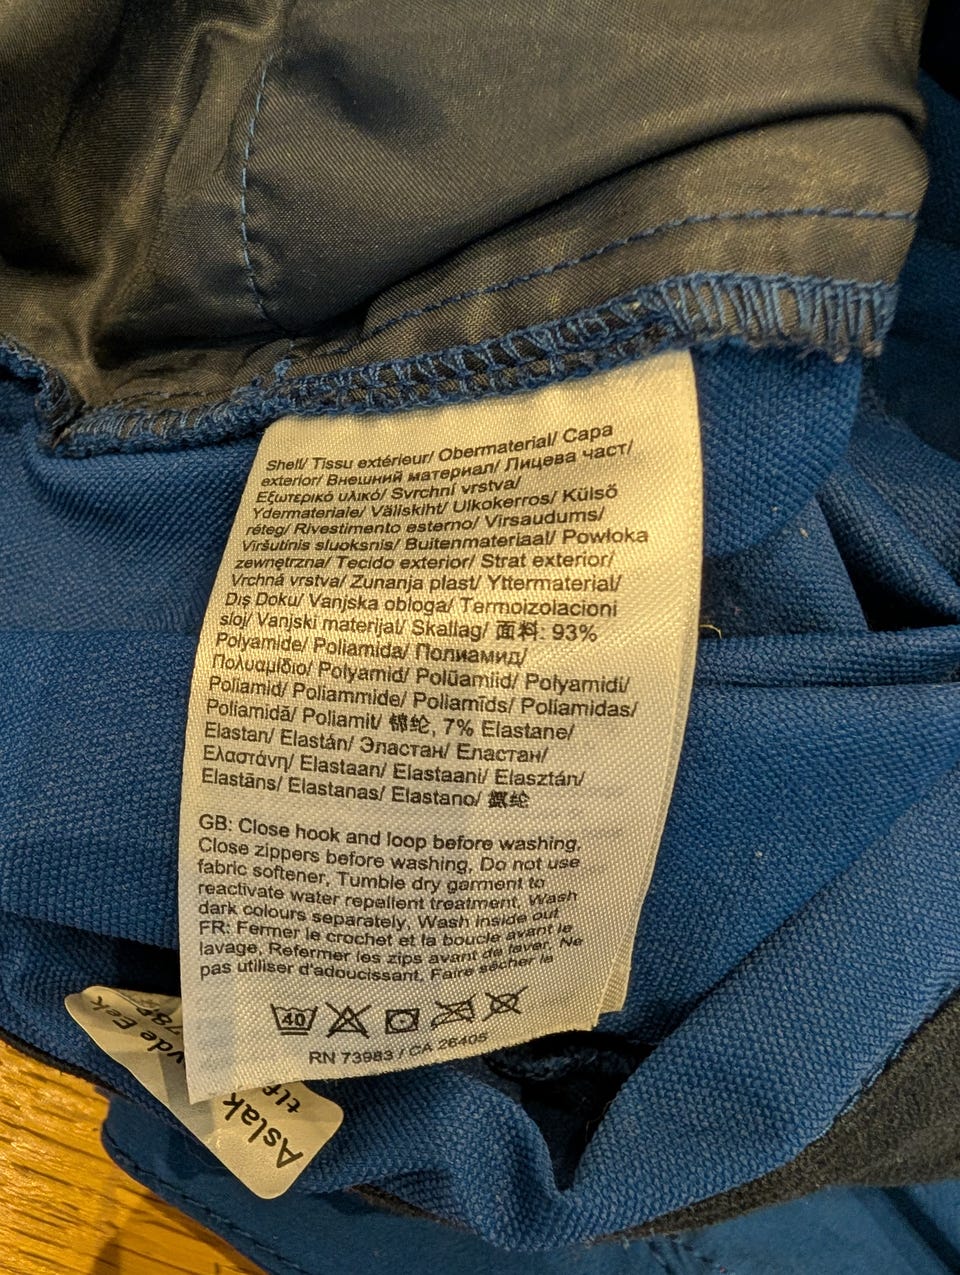 Shell/ Tissu extérieur/ Obermaterial/ Capa
exterior/ Внешний материал/ Лицева част/
Εξωτερικό υλικό/ Svrchní vrstva/
Ydermateriale/ Väliskiht/ Ulkokerros/ Külső
réteg/ Rivestimento esterno/ Virsaudums/
Viršutinis sluoksnis/ Buitenmateriaal/ Powłoka
zewnętrzna/ Tecido exterior/ Strat exterior/
Vrchná vrstva/ Zunanja plast/ Yttermaterial/
Dış Doku/ Vanjska obloga/ Termoizolacioni
sloj/ Vanjski materijal/ Skallag/ 面料: 93%
Polyamide/ Poliamida/ Полиамид/
Πολυαμίδιο/ Polyamid/ Polüamiid/ Polyamidi/
Poliamid/ Poliammide/ Poliamīds/ Poliamidas/
Poliamidă/ Poliamit/ 锦纶, 7% Elastane/
Elastan/ Elastán/ Эластан/ Еластан/
Ελαστάνη/ Elastaan/ Elastaani/ Elasztán/
Elastāns/ Elastanas/ Elastano/ 氨纶
GB: Close hook and loop before washing.
Close zippers before washing. Do not use
fabric softener. Tumble dry garment to
reactivate water repellent treatment. Wash
dark colours separately. Wash inside out
FR: Fermer le crochet et la boucle avant le
lavage. Refermer les zips avant de laver. Ne
pas utiliser d'adoucissant. Faire sécher le
40
RN 73983 / CA 26405
Aslak
Eek
tlf